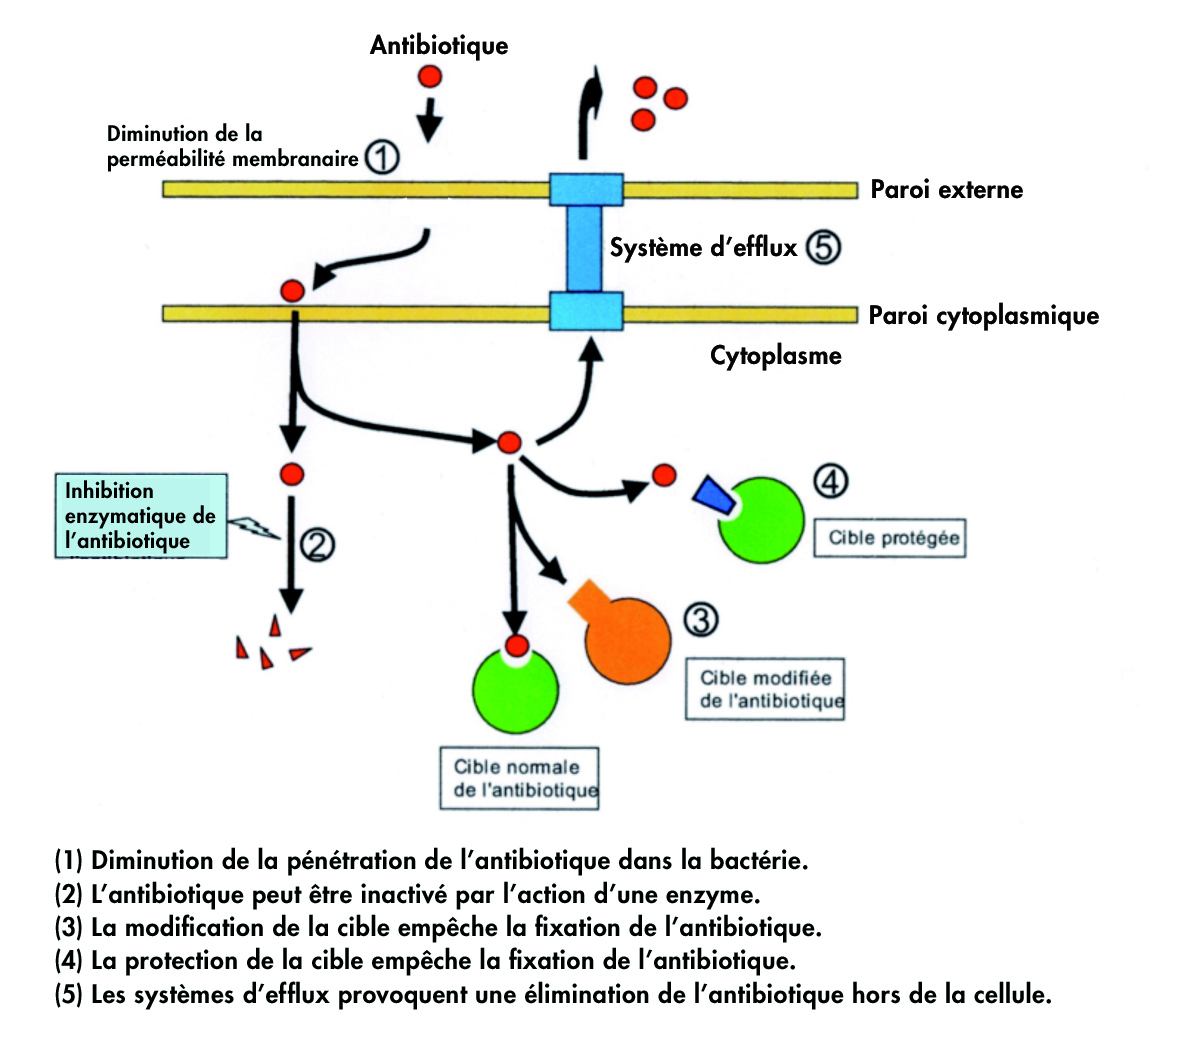 Antibiotique
Diminution de la
perméabilité membranaire 1
Paroi externe
Système d'efflux 5
Paroi cytoplasmique
Cytoplasme
Inhibition
enzymatique de
l'antibiotique
2
4
Cible protégée
3
Cible modifiée
de l'antibiotique
Cible normale
de l'antibiotique
(1) Diminution de la pénétration de l'antibiotique dans la bactérie.
(2) L'antibiotique peut être inactivé par l'action d'une enzyme.
(3) La modification de la cible empêche la fixation de l'antibiotique.
(4) La protection de la cible empêche la fixation de l'antibiotique.
(5) Les systèmes d'efflux provoquent une élimination de l'antibiotique hors de la cellule.